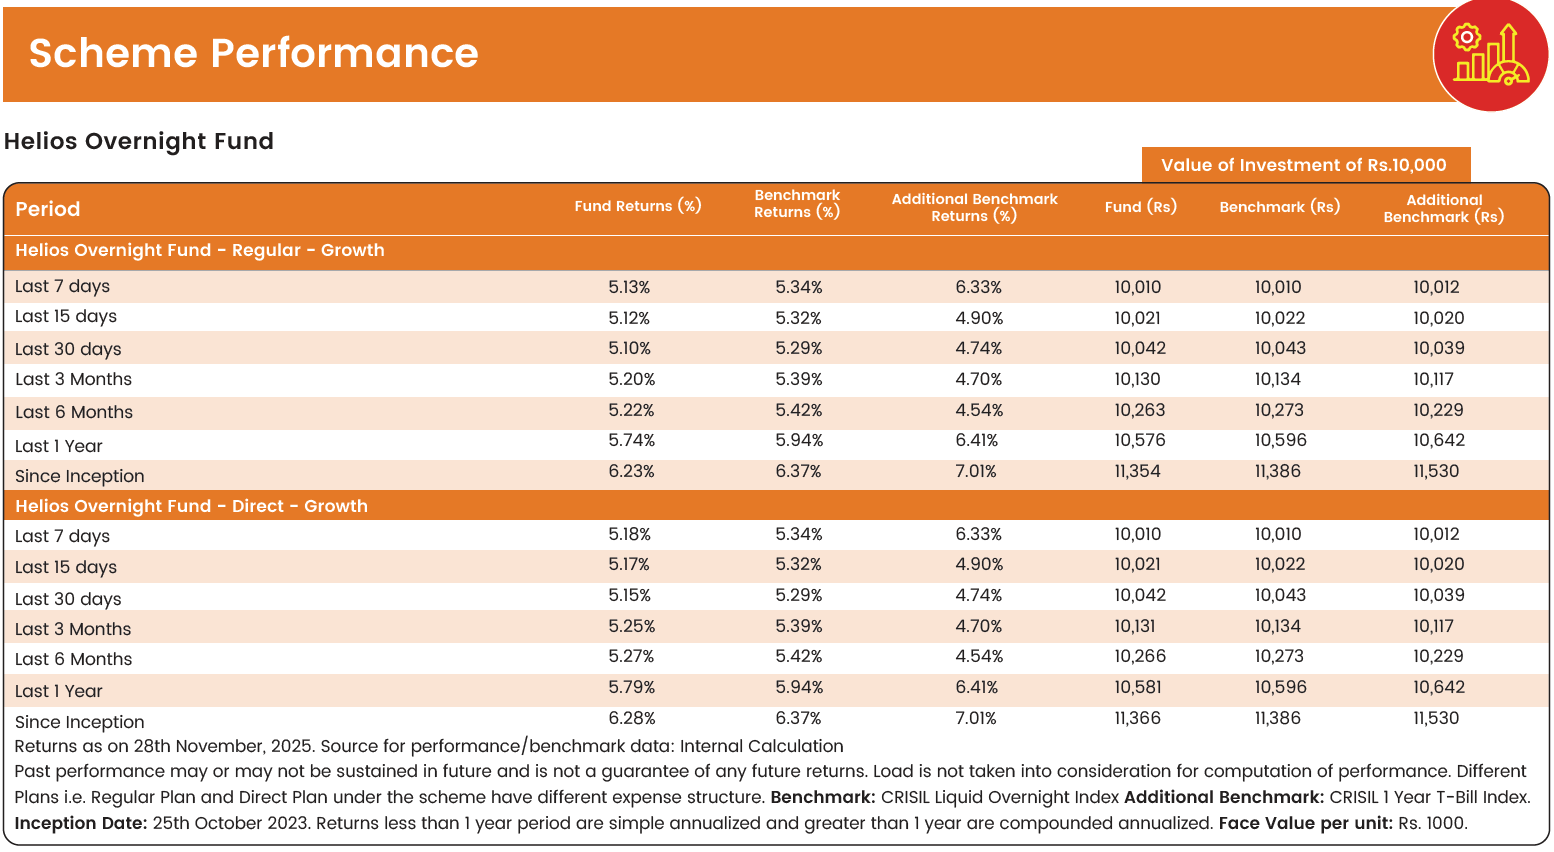 Scheme Performance
Helios Overnight Fund
Value of Investment of Rs.10,000
Period Fund Returns (%) Benchmark Returns (%) Additional Benchmark Returns (%) Fund (Rs) Benchmark (Rs) Additional Benchmark (Rs)
Helios Overnight Fund - Regular - Growth
Last 7 days 5.13% 5.34% 6.33% 10,010 10,010 10,012
Last 15 days 5.12% 5.32% 4.90% 10,021 10,022 10,020
Last 30 days 5.10% 5.29% 4.74% 10,042 10,043 10,039
Last 3 Months 5.20% 5.39% 4.70% 10,130 10,134 10,117
Last 6 Months 5.22% 5.42% 4.54% 10,263 10,273 10,229
Last 1 Year 5.74% 5.94% 6.41% 10,576 10,596 10,642
Since Inception 6.23% 6.37% 7.01% 11,354 11,386 11,530
Helios Overnight Fund - Direct - Growth
Last 7 days 5.18% 5.34% 6.33% 10,010 10,010 10,012
Last 15 days 5.17% 5.32% 4.90% 10,021 10,022 10,020
Last 30 days 5.15% 5.29% 4.74% 10,042 10,043 10,039
Last 3 Months 5.25% 5.39% 4.70% 10,131 10,134 10,117
Last 6 Months 5.27% 5.42% 4.54% 10,266 10,273 10,229
Last 1 Year 5.79% 5.94% 6.41% 10,581 10,596 10,642
Since Inception 6.28% 6.37% 7.01% 11,366 11,386 11,530
Returns as on 28th November, 2025. Source for performance/benchmark data: Internal Calculation
Past performance may or may not be sustained in future and is not a guarantee of any future returns. Load is not taken into consideration for computation of performance. Different
Plans i.e. Regular Plan and Direct Plan under the scheme have different expense structure. Benchmark: CRISIL Liquid Overnight Index Additional Benchmark: CRISIL 1 Year T-Bill Index.
Inception Date: 25th October 2023. Returns less than 1 year period are simple annualized and greater than 1 year are compounded annualized. Face Value per unit: Rs. 1000.